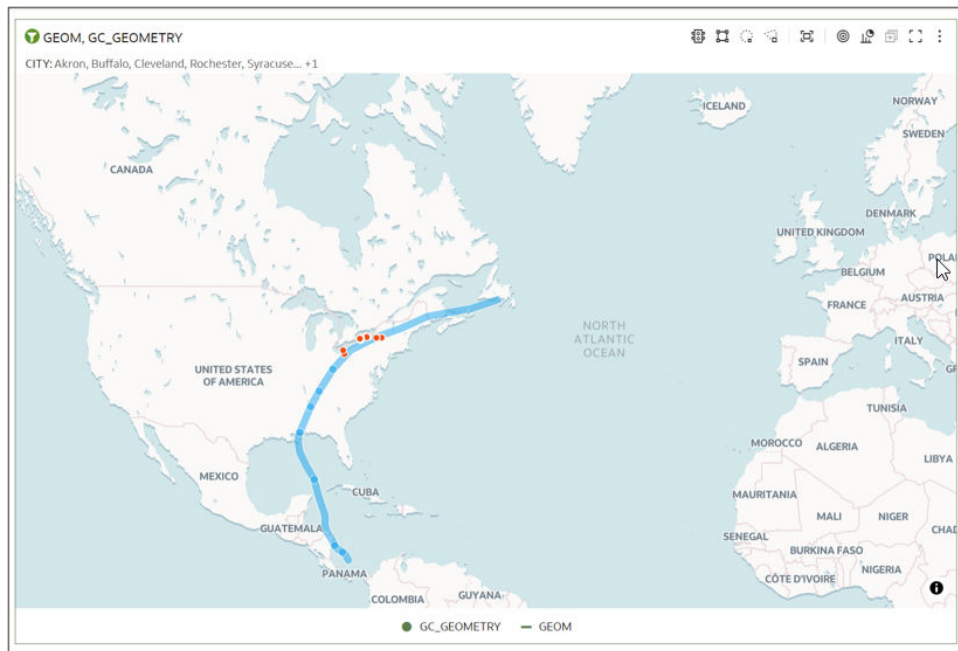 GEOM, GC_GEOMETRY
CITY: Akron, Buffalo, Cleveland, Rochester, Syracuse... +1
ICELAND
NORWAY
SWEDEN
CANADA
DENMARK
UNITED KINGDOM
BELGIUM
FRANCE
AUSTRIA
NORTH
ATLANTIC
OCEAN
ITALY
SPAIN
UNITED STATES
OF AMERICA
TUNISIA
MOROCCO
ALGERIA
LIBYA
MEXICO
CUBA
MAURITANIA
MALI
NIGER
GUATEMALA
SENEGAL
BURKINA FASO
NIGERIA
CÔTE D'IVOIRE
PANAMA
COLOMBIA
GUYANA
GC_GEOMETRY
GEOM